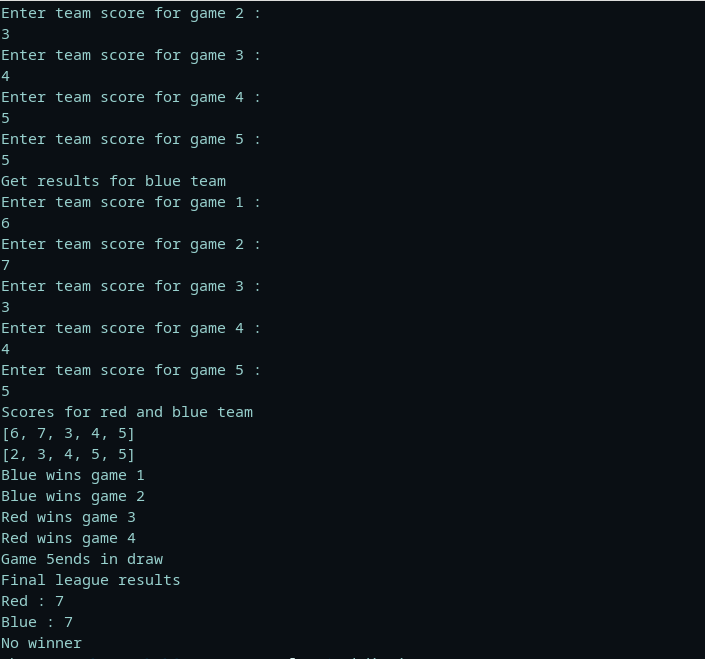 Enter team score for game 2 :
3
Enter team score for game 3 :
4
Enter team score for game 4 :
5
Enter team score for game 5 :
5
Get results for blue team
Enter team score for game 1 :
6
Enter team score for game 2 :
7
Enter team score for game 3 :
3
Enter team score for game 4 :
4
Enter team score for game 5 :
5
Scores for red and blue team
[6, 7, 3, 4, 5]
[2, 3, 4, 5, 5]
Blue wins game 1
Blue wins game 2
Red wins game 3
Red wins game 4
Game 5ends in draw
Final league results
Red : 7
Blue : 7
No winner